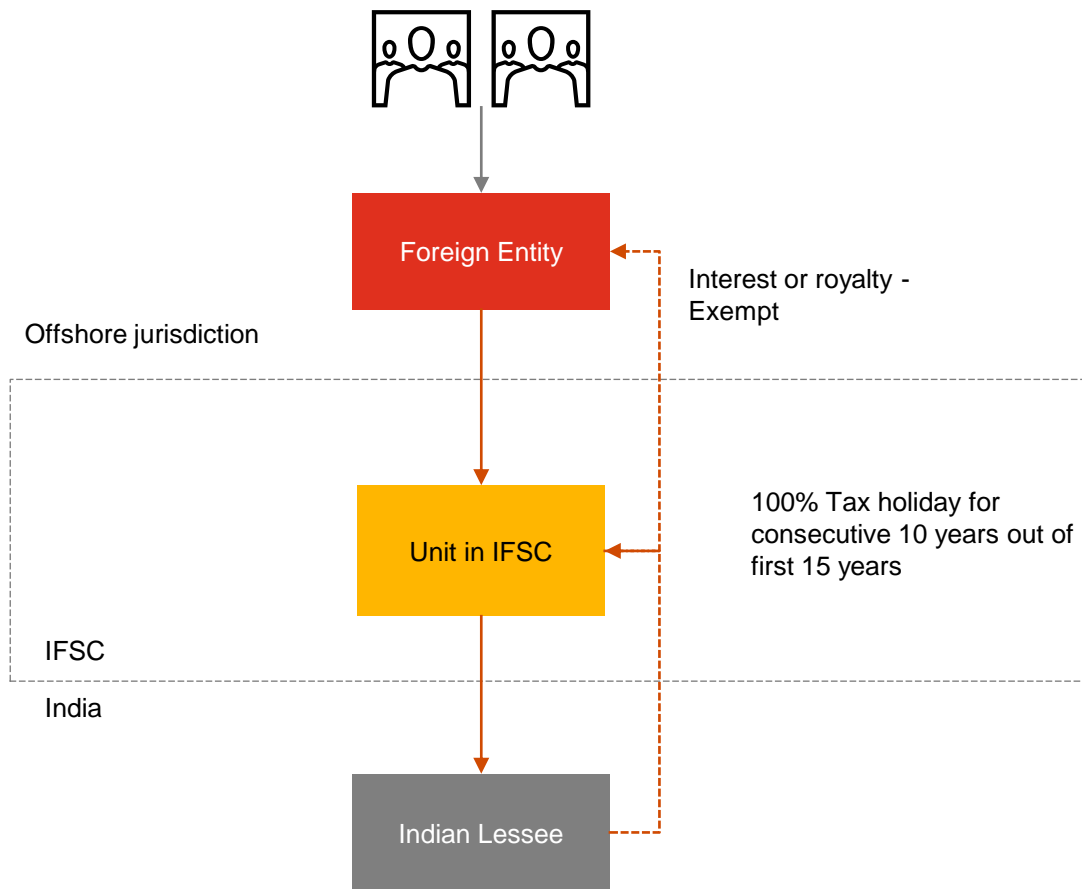 Foreign Entity
Interest or royalty -
Exempt
Offshore jurisdiction
100% Tax holiday for
consecutive 10 years out of
first 15 years
Unit in IFSC
IFSC
India
Indian Lessee